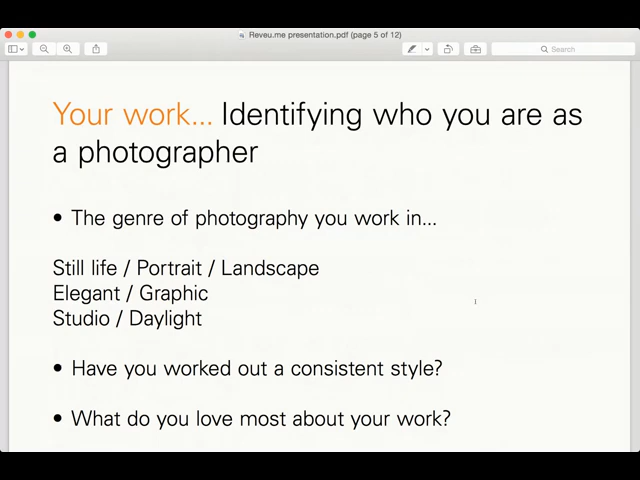 Reveu.me presentation.pdf (page 5 of 12)
Search
Your work... Identifying who you are as
a photographer
• The genre of photography you work in...
Still life / Portrait / Landscape
Elegant / Graphic
Studio / Daylight
• Have you worked out a consistent style?
• What do you love most about your work?